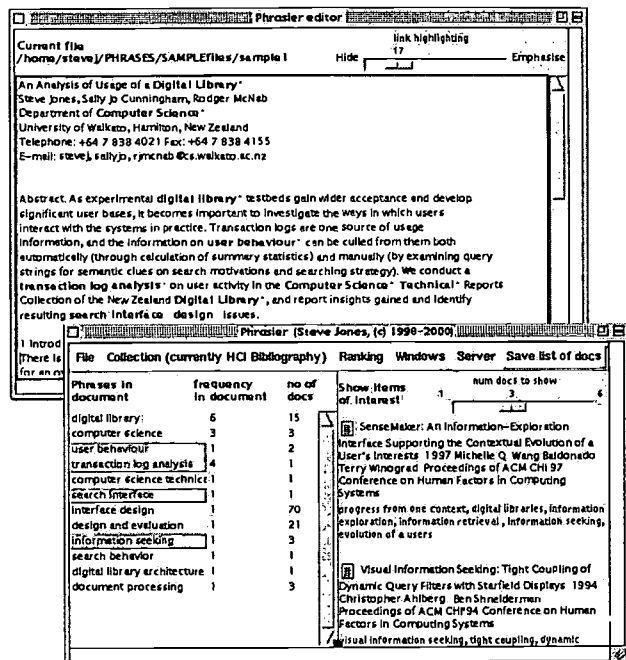 Phrasier editor
Current file
/home/stevej/PHRASES/SAMPLEfiles/sample1
link highlighting
17
Hide
Emphasise
An Analysis of Usage of a Digital Library*
Steve Jones, Sally Jo Cunningham, Rodger McNab
Department of Computer Science*
University of Waikato, Hamilton, New Zealand
Telephone: +64 7 838 4021 Fax: +64 7 838 4155
E-mail: stevej, sallyjo, rjmcnab @cs.waikato.ac.nz
Abstract. As experimental digital library* testbeds gain wider acceptance and develop
significant user bases, it becomes important to investigate the ways in which users
interact with the systems in practice. Transaction logs are one source of usage
information, and the information on user behaviour* can be culled from them both
automatically (through calculation of summary statistics) and manually (by examining query
strings for semantic clues on search motivations and searching strategy). We conduct a
transaction log analysis* on user activity in the Computer Science* Technical* Reports
Collection of the New Zealand Digital Library*, and report insights gained and identify
resulting search interface design issues.
1 Introd
There is
for an ov
Phrasier (Steve Jones, (c) 1998-2000)
File Collection (currently HCI Bibliography) Ranking Windows Server Save list of docs
Phrases in document
frequency in document
no of docs
digital library 6 15
computer science 3 3
user behaviour 1 2
transaction log analysis 4 1
computer science technica 1 1
search interface 1 1
interface design 1 70
design and evaluation 1 21
information seeking 1 3
search behavior 1 1
digital library architecture 1 1
document processing 1 3
Show items of interest:
num docs to show
1 3 6
SenseMaker: An Information-Exploration
Interface Supporting the Contextual Evolution of a
User's Interests 1997 Michelle Q Wang Baldonado
Terry Winograd Proceedings of ACM CHI 97
Conference on Human Factors in Computing
Systems
progress from one context, digital libraries, information
exploration, information retrieval, information seeking,
evolution of a users
Visual Information Seeking: Tight Coupling of
Dynamic Query Filters with Starfield Displays 1994
Christopher Ahlberg Ben Shneiderman
Proceedings of ACM CHI'94 Conference on Human
Factors in Computing Systems
visual information seeking, tight coupling, dynamic